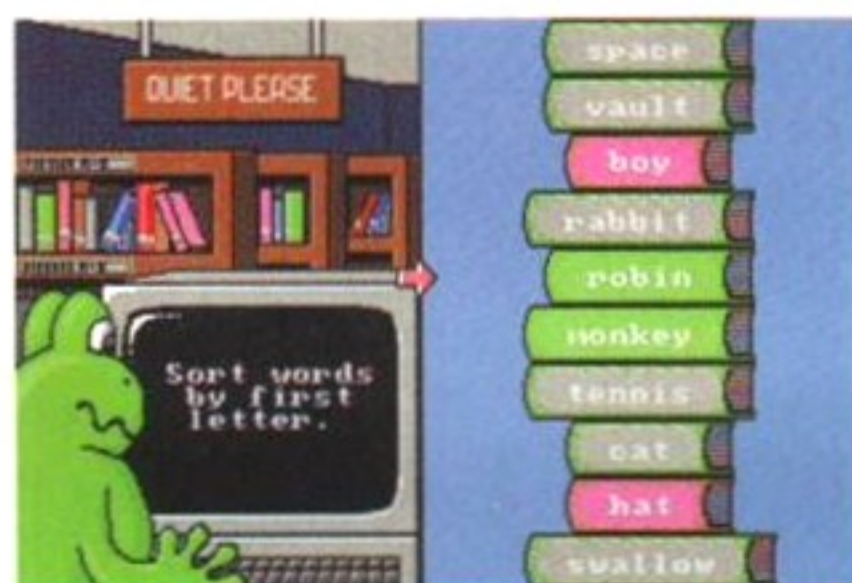 QUIET PLEASE
Sort words
by first
letter.
space
vault
boy
rabbit
robin
monkey
tennis
cat
hat
swallow